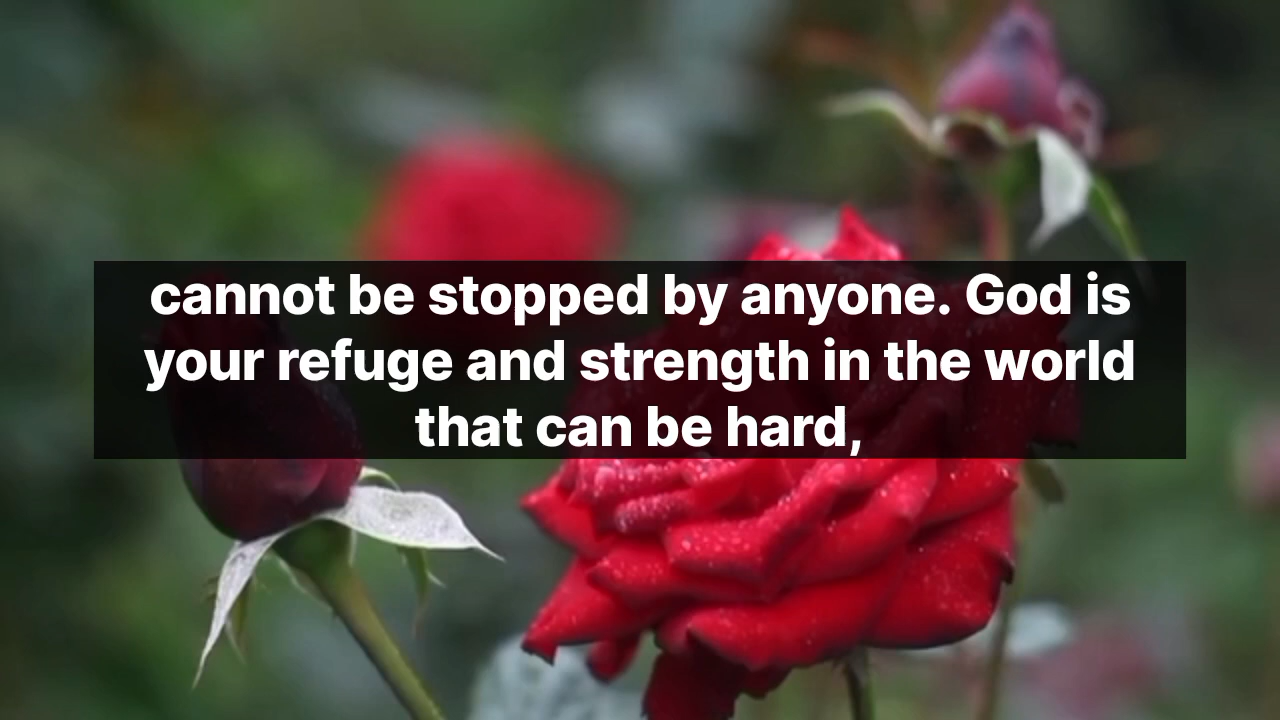 cannot be stopped by anyone. God is
your refuge and strength in the world
that can be hard,